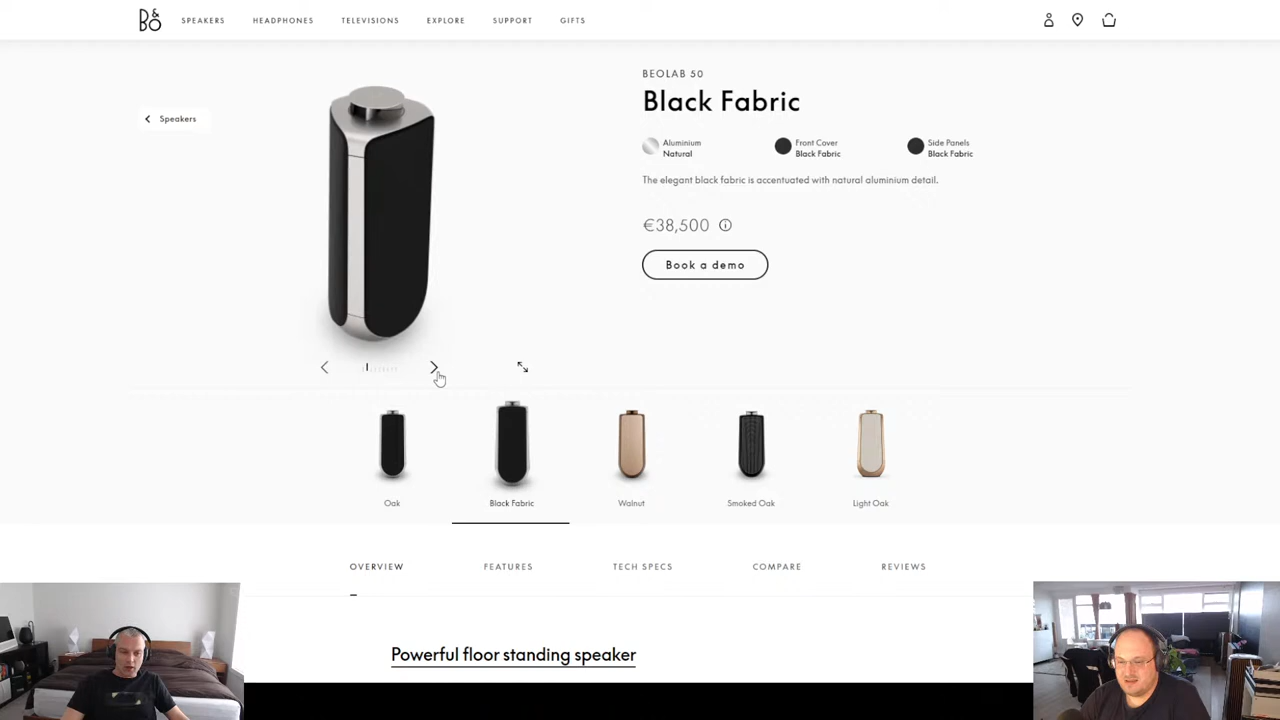 B&O
SPEAKERS HEADPHONES TELEVISIONS EXPLORE SUPPORT GIFTS
Speakers
BEOLAB 50
Black Fabric
Aluminium
Natural
Front Cover
Black Fabric
Side Panels
Black Fabric
The elegant black fabric is accentuated with natural aluminium detail.
€38,500
Book a demo
Oak Black Fabric Walnut Smoked Oak Light Oak
OVERVIEW FEATURES TECH SPECS COMPARE REVIEWS
Powerful floor standing speaker